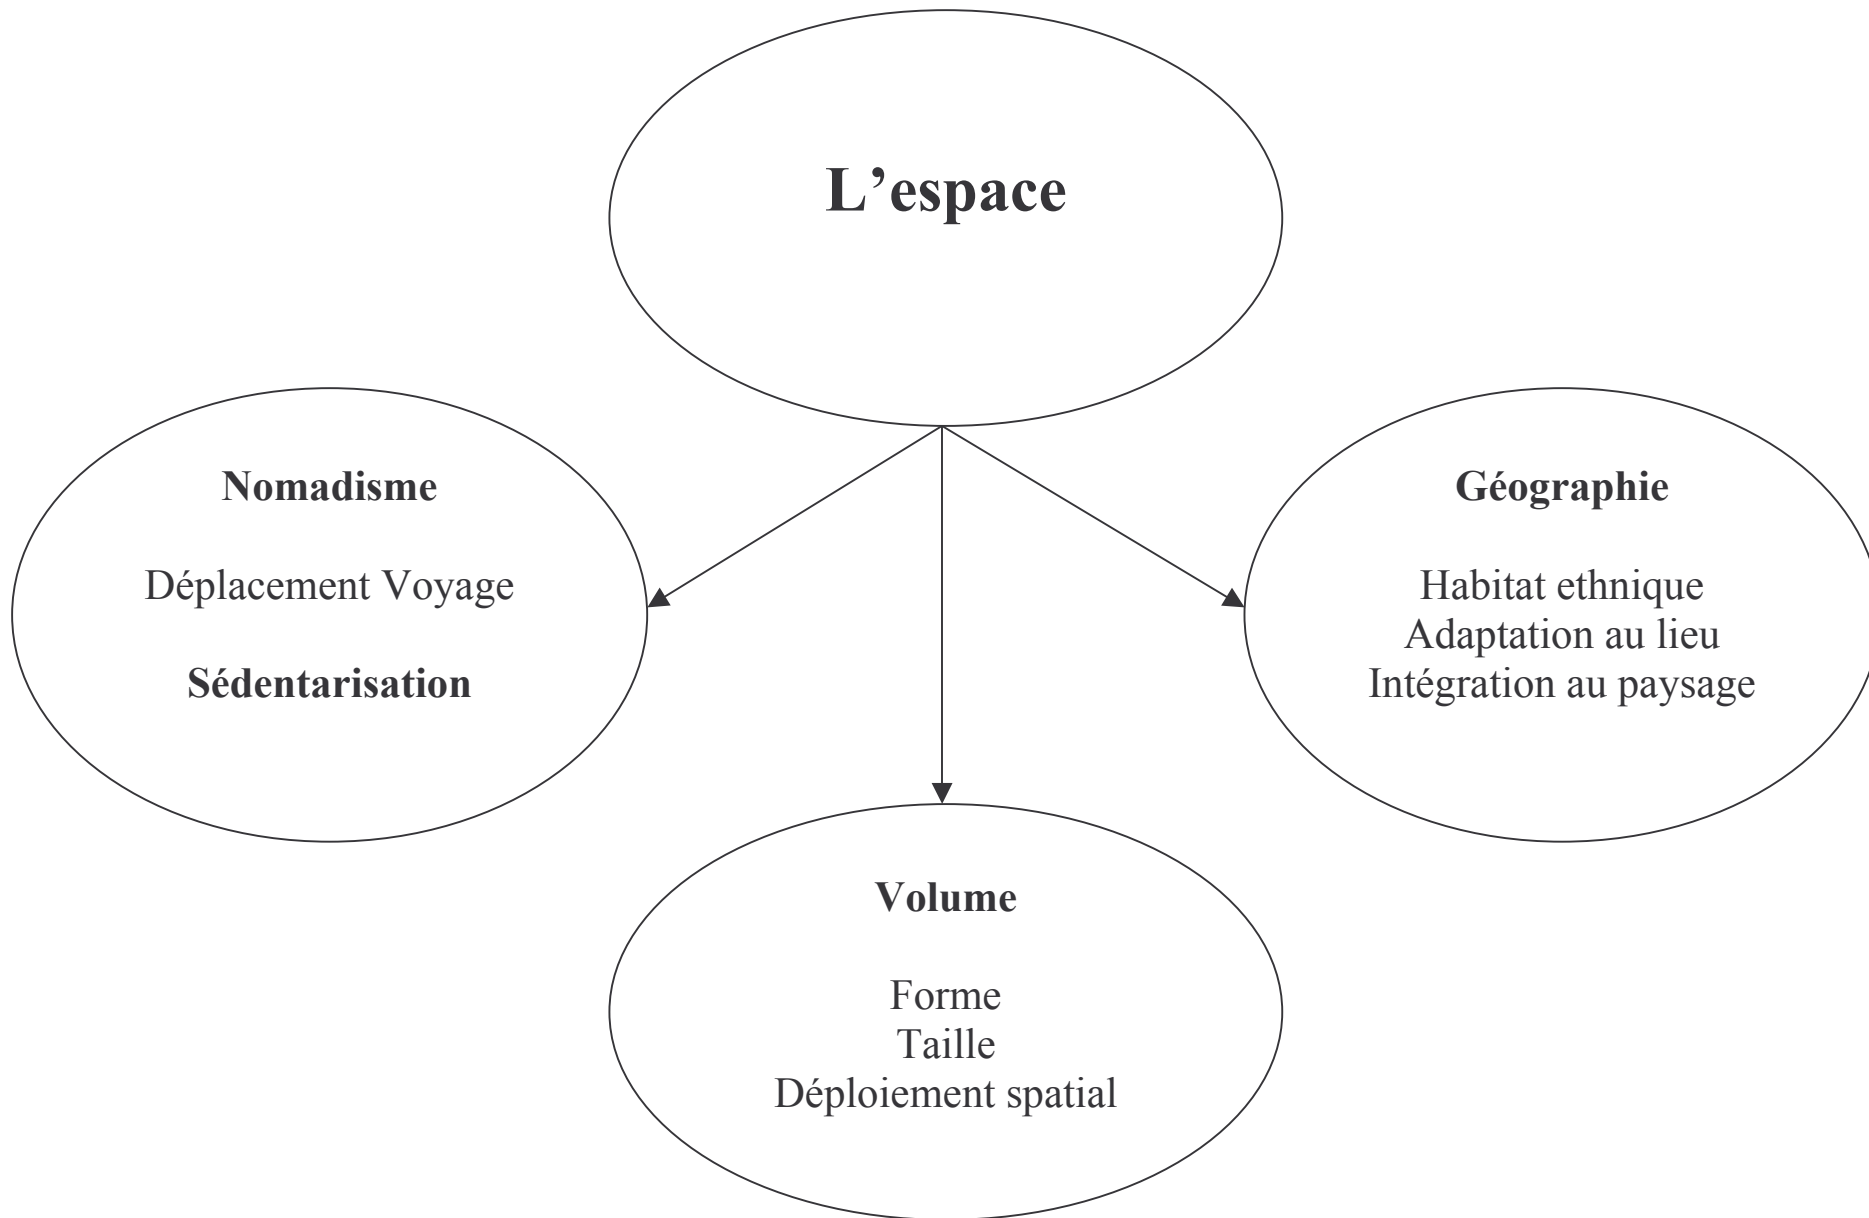 L’espace
Nomadisme
Déplacement Voyage
Sédentarisation
Géographie
Habitat ethnique
Adaptation au lieu
Intégration au paysage
Volume
Forme
Taille
Déploiement spatial